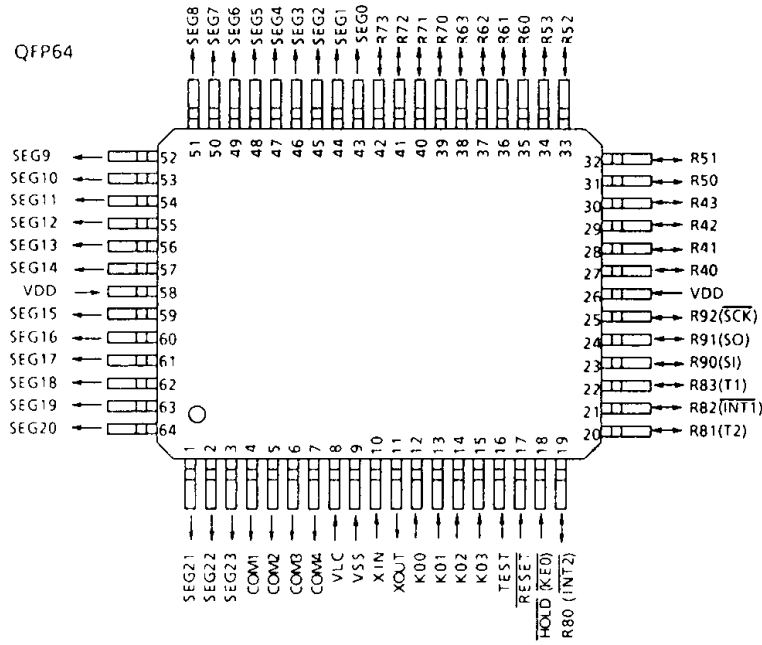 QFP64
SEG8 SEG7 SEG6 SEG5 SEG4 SEG3 SEG2 SEG1 SEG0 R73 R72 R71 R70 R63 R62 R61 R60 R53 R52
51 50 49 48 47 46 45 44 43 42 41 40 39 38 37 36 35 34 33
SEG9 52 32 R51
SEG10 53 31 R50
SEG11 54 30 R43
SEG12 55 29 R42
SEG13 56 28 R41
SEG14 57 27 R40
VDD 58 26 VDD
SEG15 59 25 R92(SCK)
SEG16 60 24 R91(SO)
SEG17 61 23 R90(SI)
SEG18 62 22 R83(T1)
SEG19 63 21 R82(INT1)
SEG20 64 20 R81(T2)
1 2 3 4 5 6 7 8 9 10 11 12 13 14 15 16 17 18 19
SEG21 SEG22 SEG23 COM1 COM2 COM3 COM4 VLC VSS XIN XOUT K00 K01 K02 K03 TEST RESET HOLD (KE0) R80 (INT2)